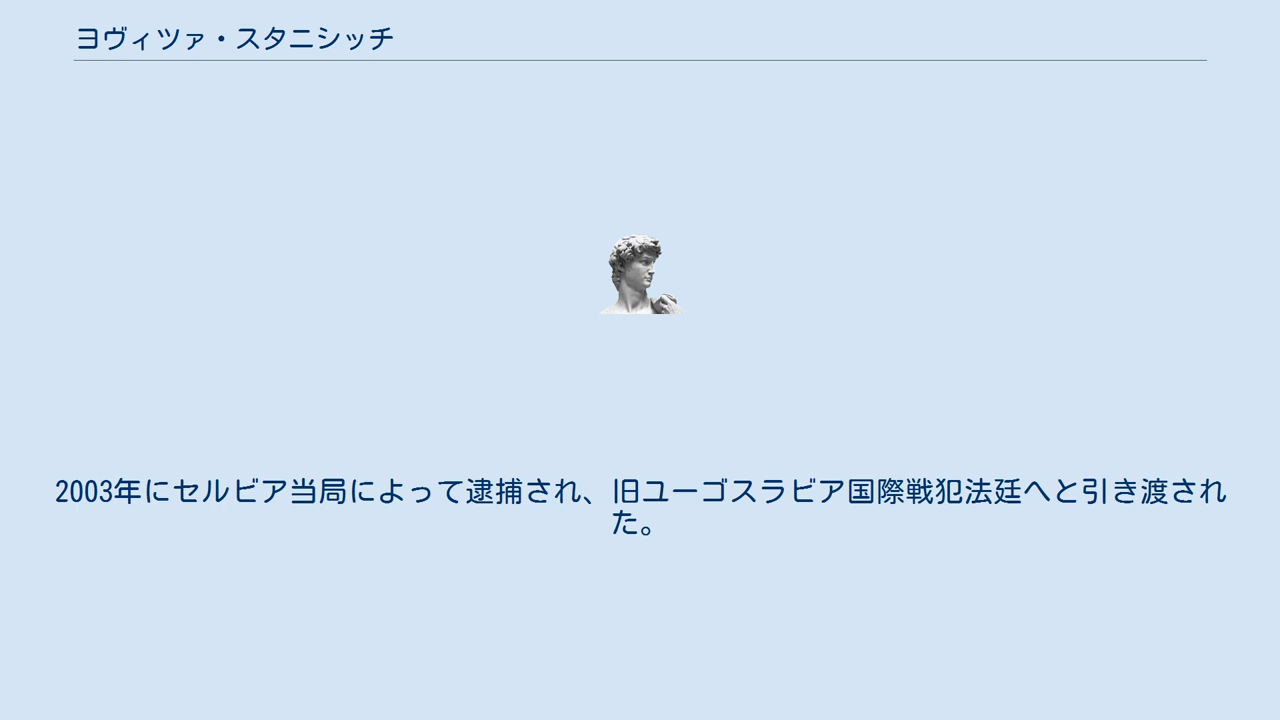 ヨヴィツァ・スタニシッチ
2003年にセルビア当局によって逮捕され、旧ユーゴスラビア国際戦犯法廷へと引き渡され
た。